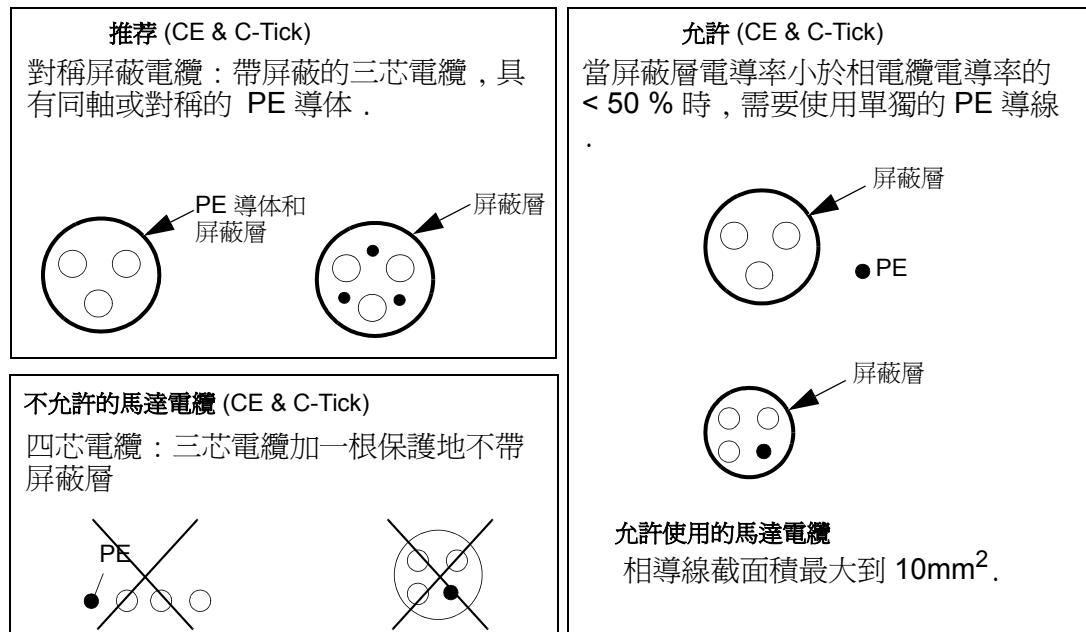 推荐 (CE & C-Tick)
對稱屏蔽電纜：帶屏蔽的三芯電纜，具
有同軸或對稱的 PE 導体．
PE 導体和
屏蔽層
屏蔽層
不允許的馬達電纜 (CE & C-Tick)
四芯電纜：三芯電纜加一根保護地不帶
屏蔽層
PE
允許 (CE & C-Tick)
當屏蔽層電導率小於相電纜電導率的
< 50 % 時，需要使用單獨的 PE 導線
．
屏蔽層
PE
屏蔽層
允許使用的馬達電纜
相導線截面積最大到 10mm²．